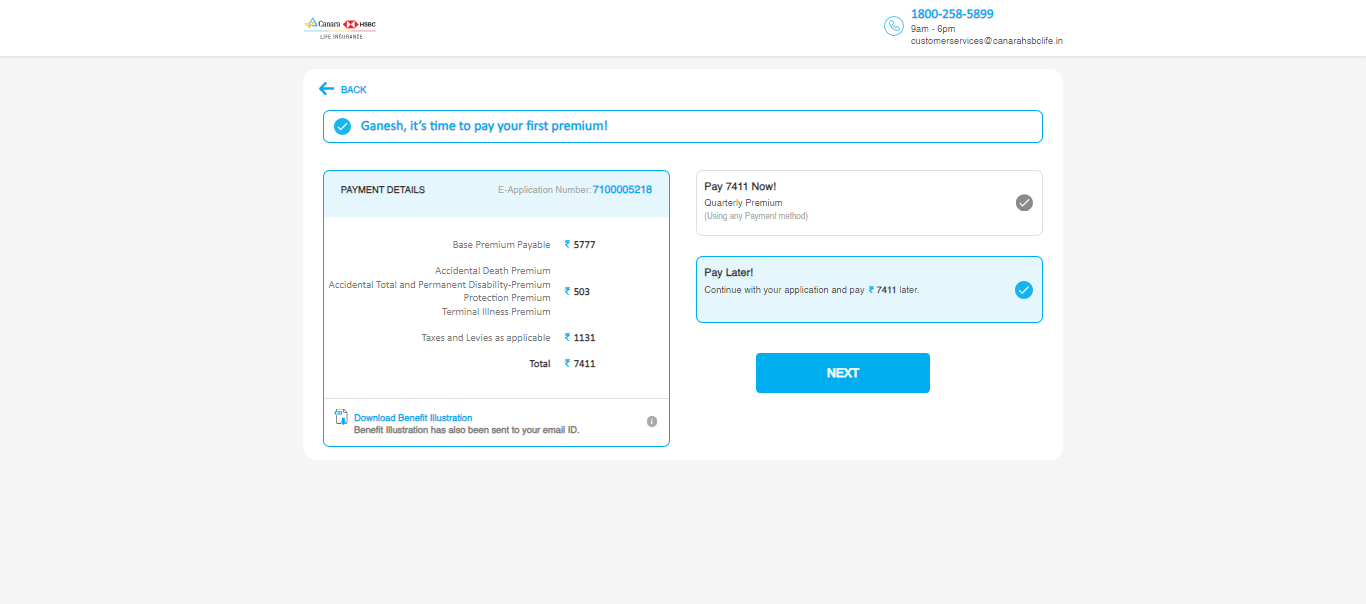 Canara HSBC
LIFE INSURANCE
1800-258-5899
9am - 6pm
customerservices@canarahsbclife.in
BACK
Ganesh, it's time to pay your first premium!
PAYMENT DETAILS
E-Application Number: 7100005218
Base Premium Payable ₹ 5777
Accidental Death Premium
Accidental Total and Permanent Disability-Premium
Protection Premium
Terminal Illness Premium
₹ 503
Taxes and Levies as applicable ₹ 1131
Total ₹ 7411
Download Benefit Illustration
Benefit Illustration has also been sent to your email ID.
i
Pay 7411 Now!
Quarterly Premium
(Using any Payment method)
Pay Later!
Continue with your application and pay ₹ 7411 later.
NEXT